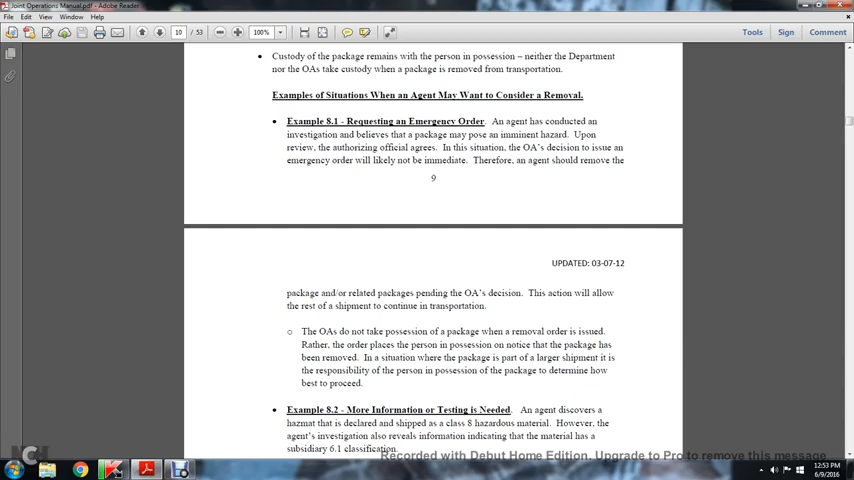 Joint Operations Manual.pdf - Adobe Reader
File Edit View Window Help
10 / 53 100% Tools Sign Comment
• Custody of the package remains with the person in possession – neither the Department
nor the OAs take custody when a package is removed from transportation.
Examples of Situations When an Agent May Want to Consider a Removal.
• Example 8.1 - Requesting an Emergency Order. An agent has conducted an
investigation and believes that a package may pose an imminent hazard. Upon
review, the authorizing official agrees. In this situation, the OA's decision to issue an
emergency order will likely not be immediate. Therefore, an agent should remove the
9
UPDATED: 03-07-12
package and/or related packages pending the OA's decision. This action will allow
the rest of a shipment to continue in transportation.
o The OAs do not take possession of a package when a removal order is issued.
Rather, the order places the person in possession on notice that the package has
been removed. In a situation where the package is part of a larger shipment it is
the responsibility of the person in possession of the package to determine how
best to proceed.
• Example 8.2 - More Information or Testing is Needed. An agent discovers a
hazmat that is declared and shipped as a class 8 hazardous material. However, the
agent's investigation also reveals information indicating that the material has a
subsidiary 6.1 classification.
NCH
Recorded with Debut Home Edition. Upgrade to Pro to remove this message
12:53 PM
6/9/2016